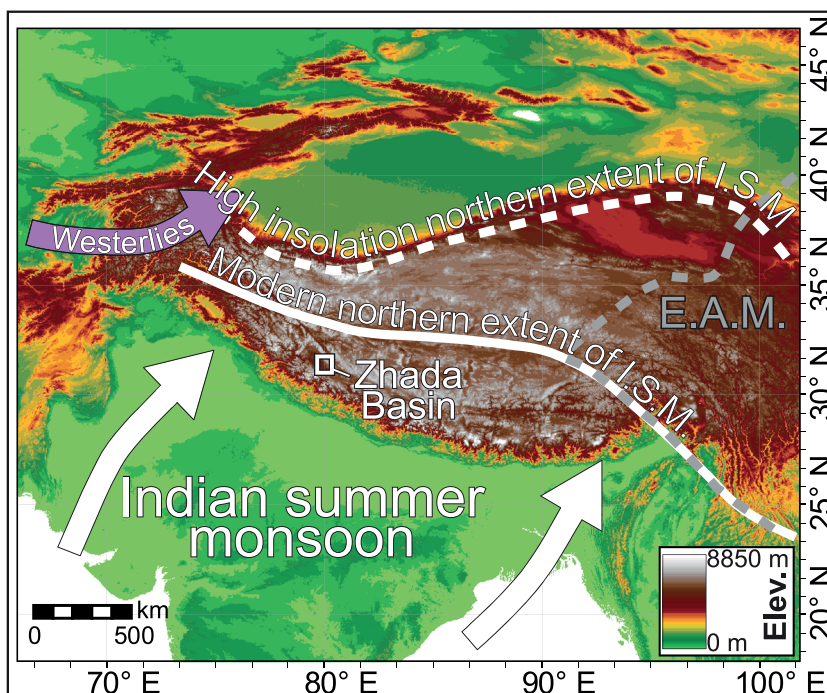 45° N
40° N
35° N
30° N
25° N
20° N
High insolation northern extent of I.S.M
Westerlies
Modern northern extent of I.S.M.
E.A.M.
Zhada
Basin
Indian summer
monsoon
8850 m
0 m
Elev.
km
0 500
70° E 80° E 90° E 100° E